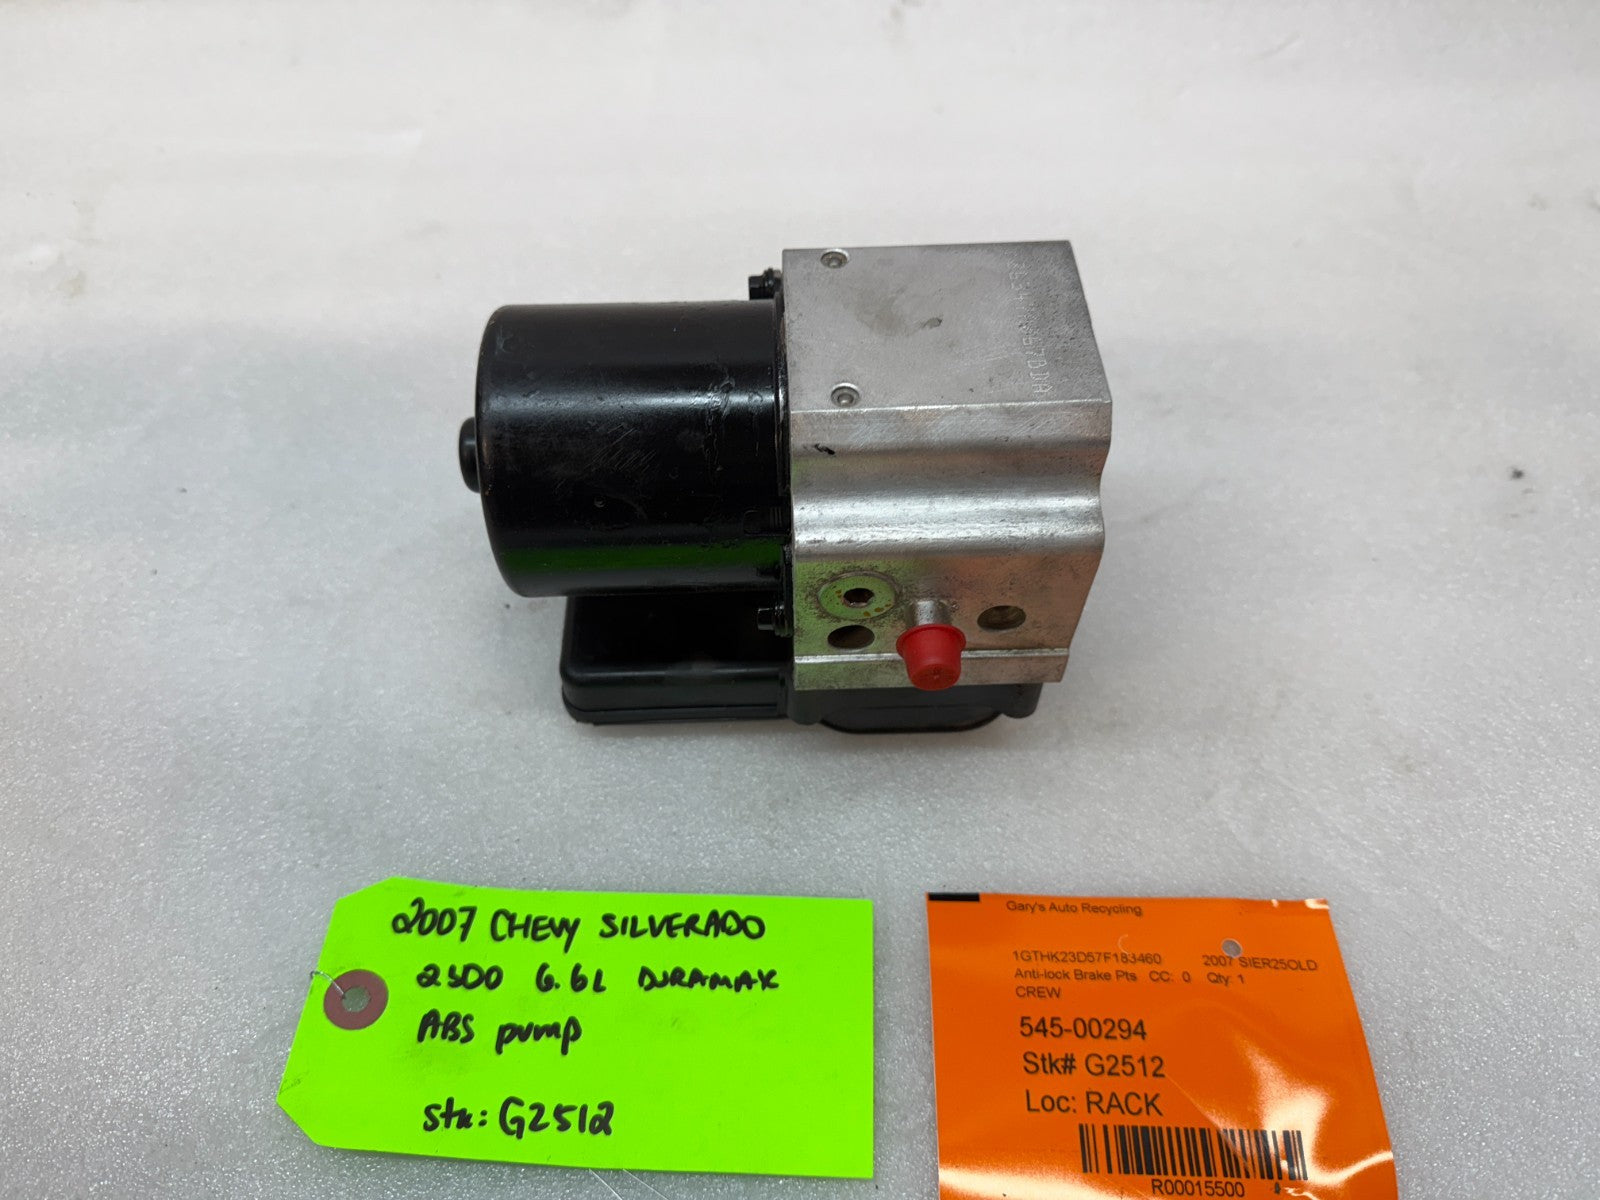 2007 CHEVY SILVERADO
2500 6.6L DURAMAX
ABS pump
stk: G2512
Gary's Auto Recycling
1GTHK23D57F183460 2007 SIER25OLD
Anti-lock Brake Pts CC: 0 Qty: 1
CREW
545-00294
Stk# G2512
Loc: RACK
R00015500